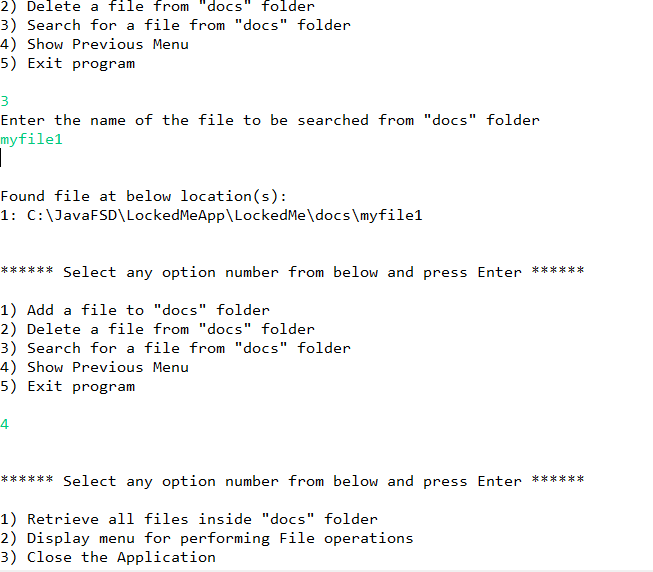 2) Delete a file from "docs" folder
3) Search for a file from "docs" folder
4) Show Previous Menu
5) Exit program
3
Enter the name of the file to be searched from "docs" folder
myfile1
Found file at below location(s):
1: C:\JavaFSD\LockedMeApp\LockedMe\docs\myfile1
****** Select any option number from below and press Enter ******
1) Add a file to "docs" folder
2) Delete a file from "docs" folder
3) Search for a file from "docs" folder
4) Show Previous Menu
5) Exit program
4
****** Select any option number from below and press Enter ******
1) Retrieve all files inside "docs" folder
2) Display menu for performing File operations
3) Close the Application